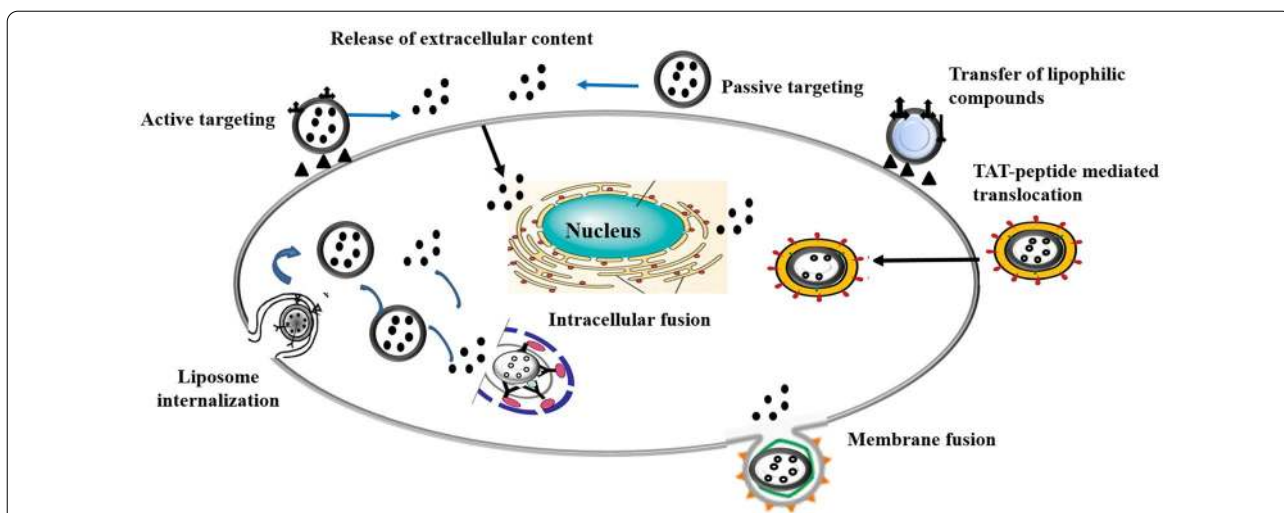 Release of extracellular content
Passive targeting
Transfer of lipophilic
compounds
Active targeting
TAT-peptide mediated
translocation
Nucleus
Intracellular fusion
Liposome
internalization
Membrane fusion